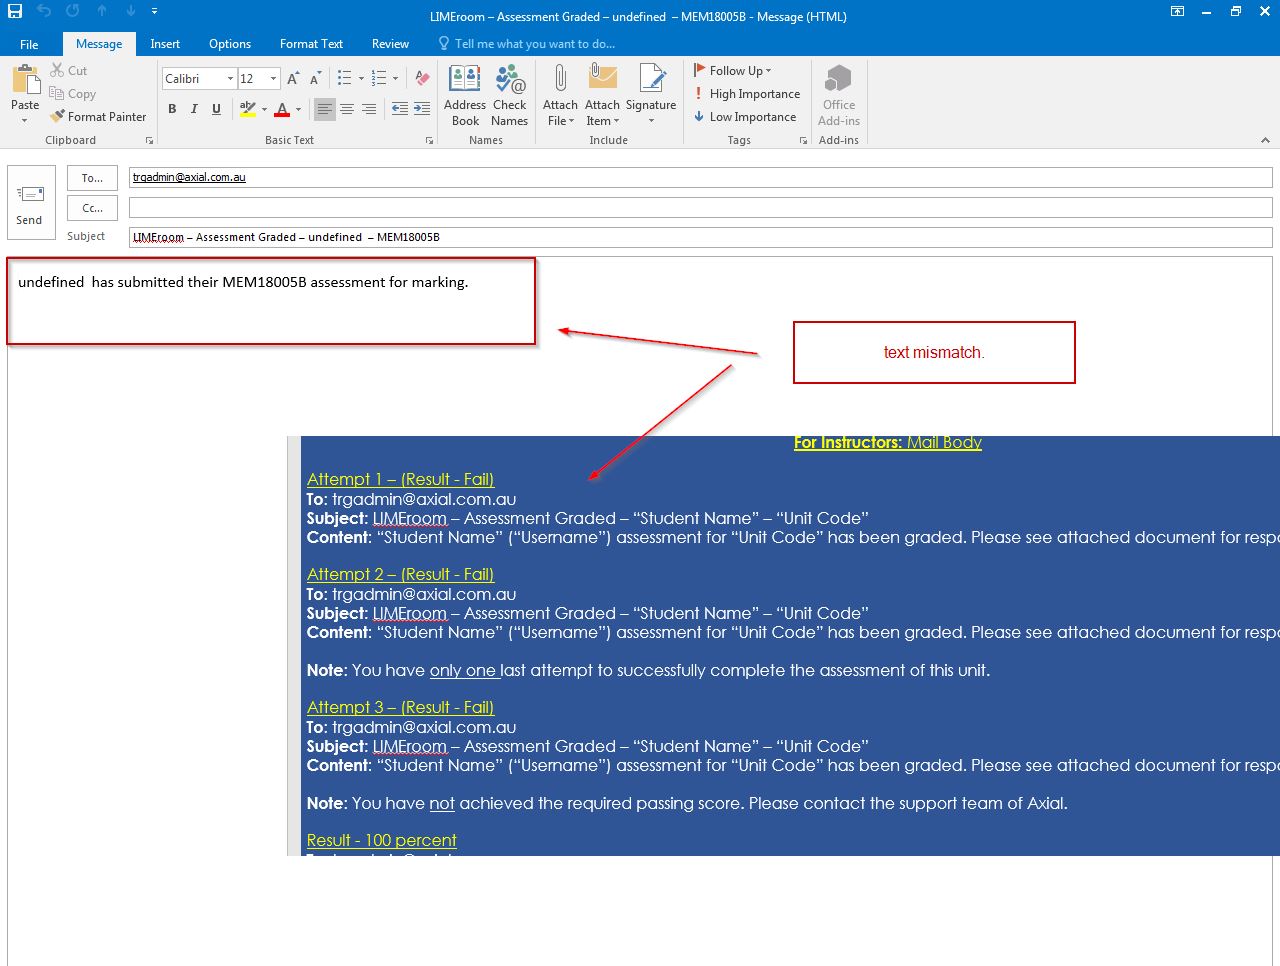 LIMEroom – Assessment Graded – undefined  – MEM18005B - Message (HTML)
File Message Insert Options Format Text Review Tell me what you want to do...
Paste Cut Copy Format Painter
Clipboard
Calibri 12
B I U
Basic Text
Address Book Check Names
Names
Attach File Attach Item Signature
Include
Follow Up
High Importance
Low Importance
Tags
Office Add-ins
Add-ins
Send
To... trgadmin@axial.com.au
Cc...
Subject LIMEroom – Assessment Graded – undefined  – MEM18005B
undefined  has submitted their MEM18005B assessment for marking.
text mismatch.
For Instructors: Mail Body
Attempt 1 – (Result - Fail)
To: trgadmin@axial.com.au
Subject: LIMEroom – Assessment Graded – “Student Name” – “Unit Code”
Content: “Student Name” (“Username”) assessment for “Unit Code” has been graded. Please see attached document for respo
Attempt 2 – (Result - Fail)
To: trgadmin@axial.com.au
Subject: LIMEroom – Assessment Graded – “Student Name” – “Unit Code”
Content: “Student Name” (“Username”) assessment for “Unit Code” has been graded. Please see attached document for respo
Note: You have only one last attempt to successfully complete the assessment of this unit.
Attempt 3 – (Result - Fail)
To: trgadmin@axial.com.au
Subject: LIMEroom – Assessment Graded – “Student Name” – “Unit Code”
Content: “Student Name” (“Username”) assessment for “Unit Code” has been graded. Please see attached document for respo
Note: You have not achieved the required passing score. Please contact the support team of Axial.
Result - 100 percent